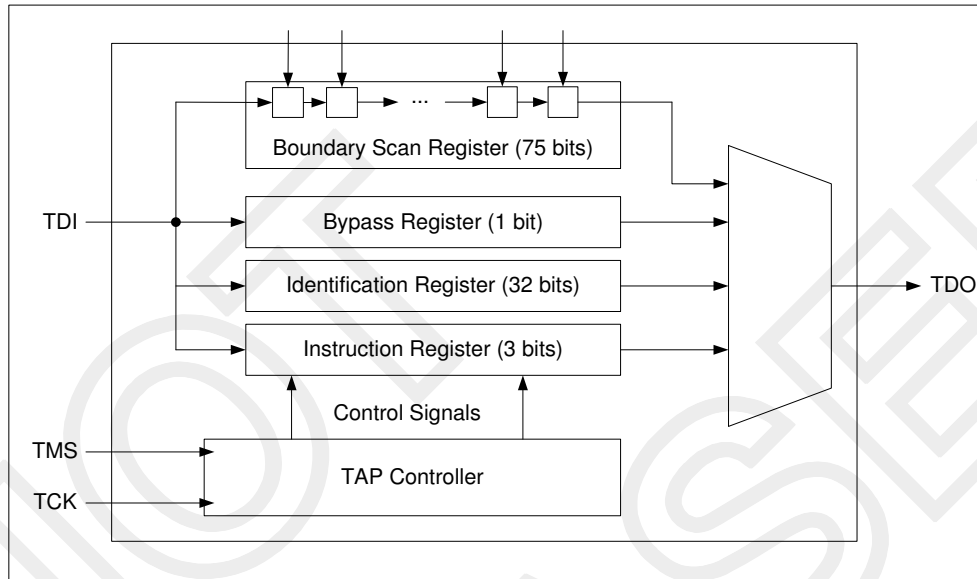 ...
Boundary Scan Register (75 bits)
TDI
Bypass Register (1 bit)
Identification Register (32 bits)
TDO
Instruction Register (3 bits)
Control Signals
TMS
TAP Controller
TCK